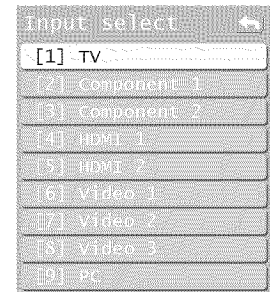 Input select
[1] TV
[2] Component 1
[3] Component 2
[4] HDMI 1
[5] HDMI 2
[6] Video 1
[7] Video 2
[8] Video 3
[9] PC